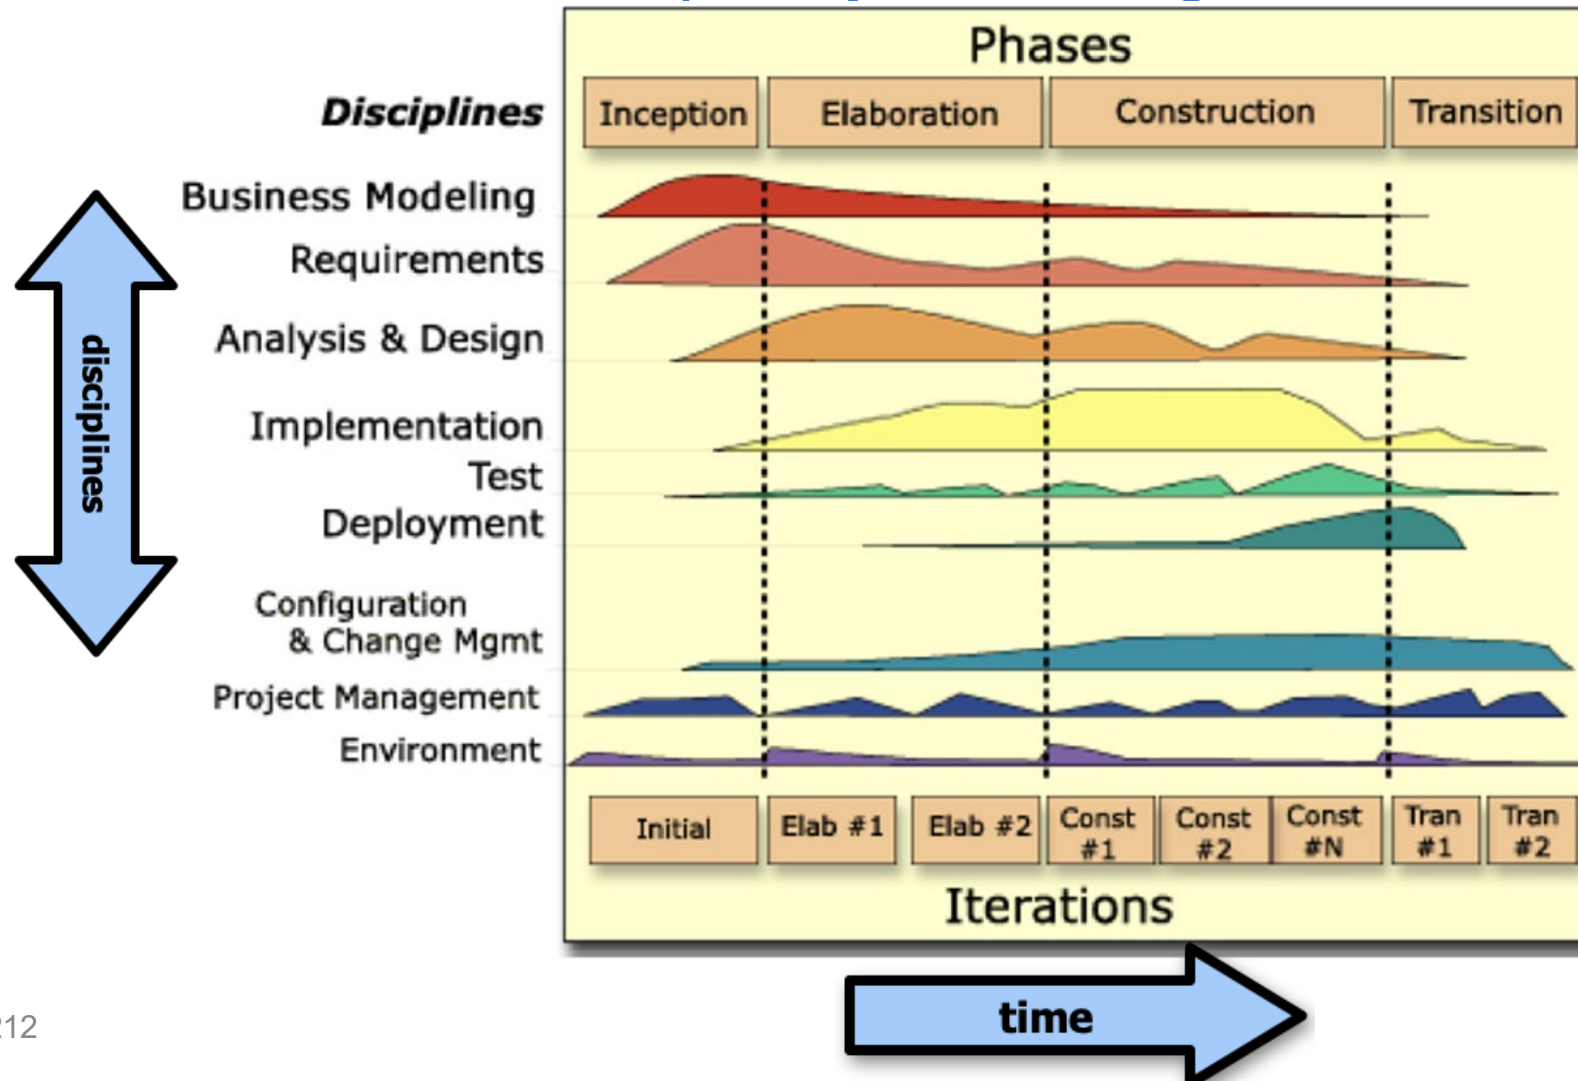 Phases
Disciplines
Inception
Elaboration
Construction
Transition
Business Modeling
Requirements
Analysis & Design
Implementation
Test
Deployment
Configuration
& Change Mgmt
Project Management
Environment
disciplines
Initial
Elab #1
Elab #2
Const
#1
Const
#2
Const
#N
Tran
#1
Tran
#2
Iterations
time
212